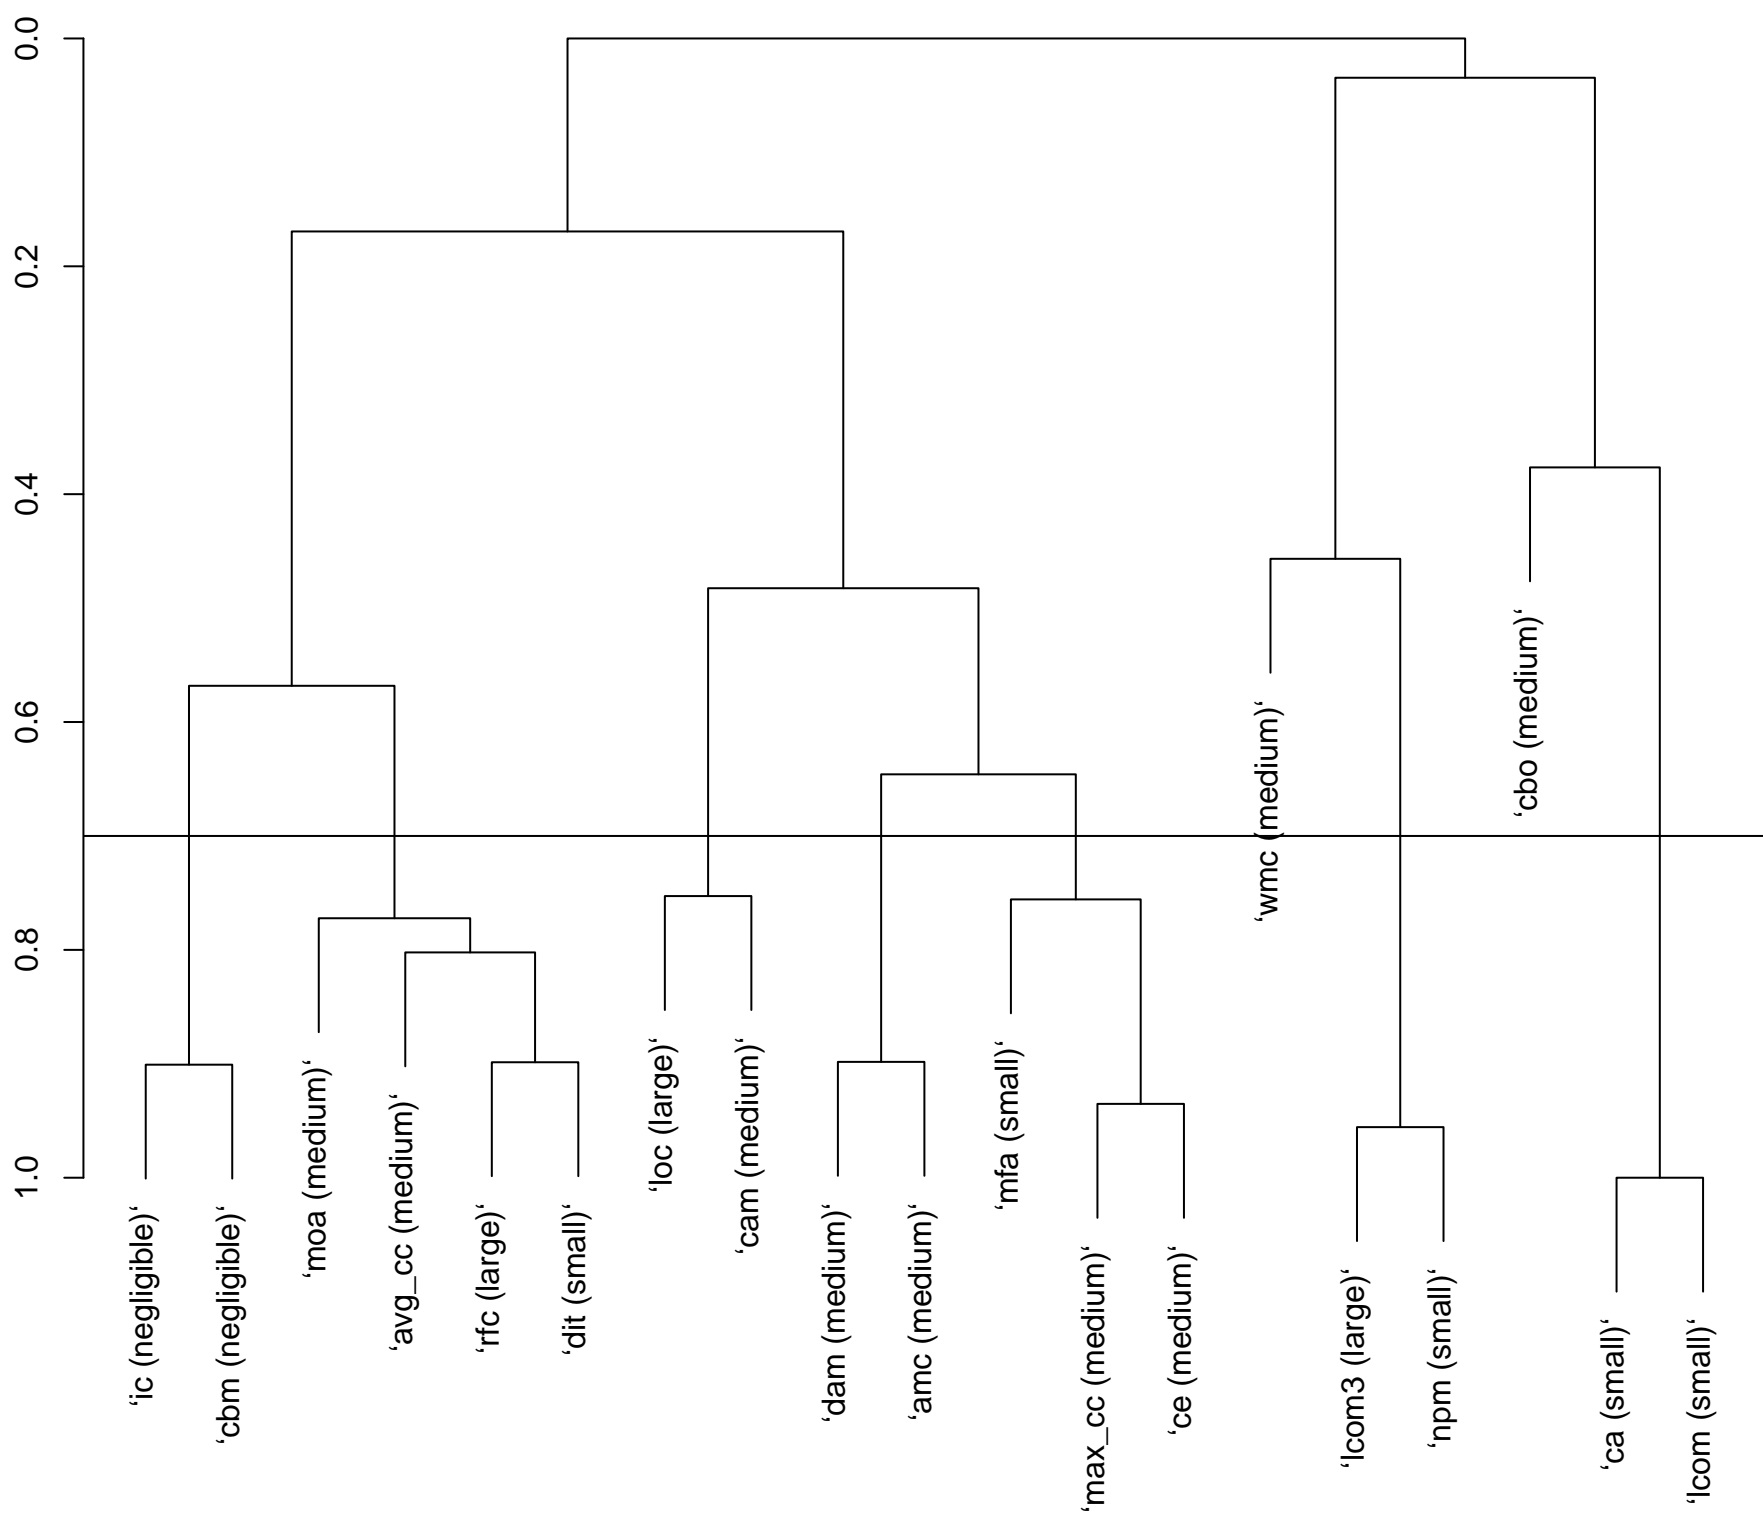 0.0
0.2
0.4
0.6
0.8
1.0
‘ic (negligible)‘
‘cbm (negligible)‘
‘moa (medium)‘
‘avg_cc (medium)‘
‘rfc (large)‘
‘dit (small)‘
‘loc (large)‘
‘cam (medium)‘
‘dam (medium)‘
‘amc (medium)‘
‘mfa (small)‘
‘max_cc (medium)‘
‘ce (medium)‘
‘wmc (medium)‘
‘lcom3 (large)‘
‘npm (small)‘
‘cbo (medium)‘
‘ca (small)‘
‘lcom (small)‘